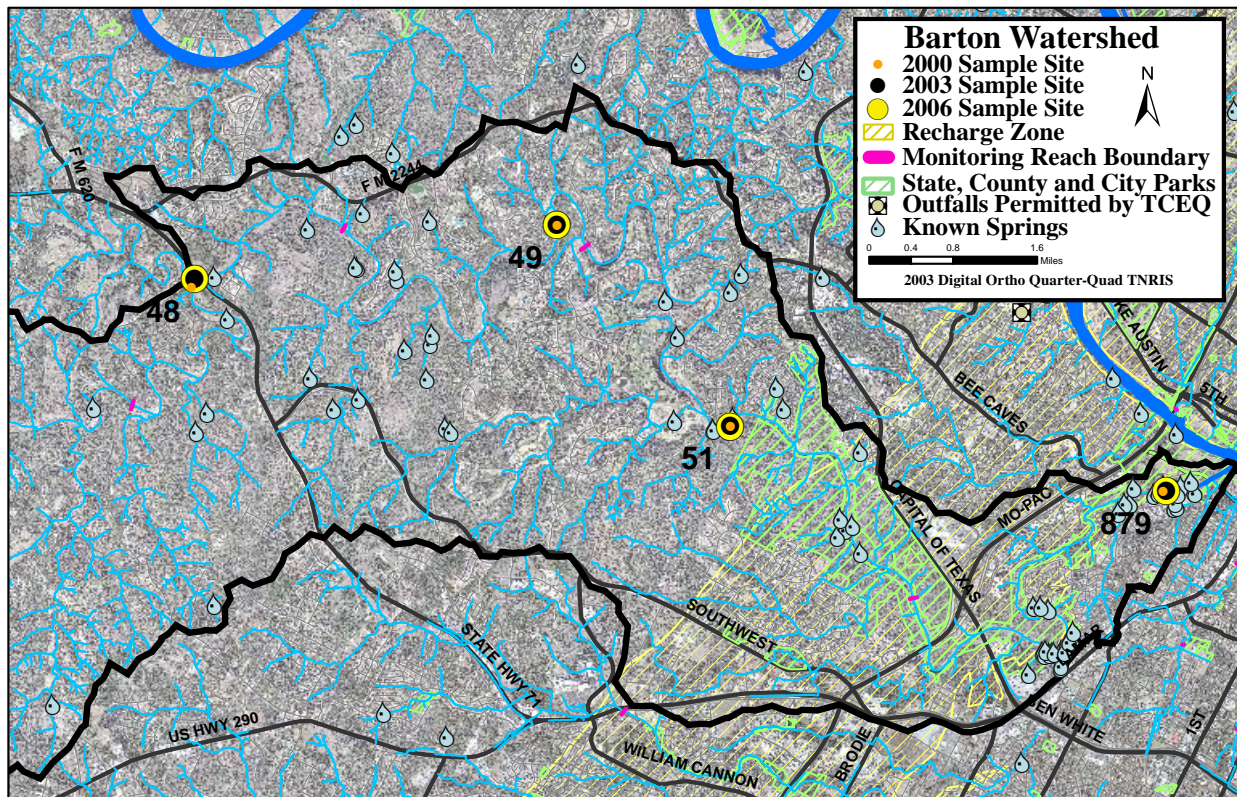 Barton Watershed
2000 Sample Site
2003 Sample Site
2006 Sample Site
Recharge Zone
Monitoring Reach Boundary
State, County and City Parks
Outfalls Permitted by TCEQ
Known Springs
N
0 0.4 0.8 1.6
Miles
2003 Digital Ortho Quarter-Quad TNRIS
F M 620
F M 2244
49
48
AUSTIN
5TH
BEE CAVES
51
CAPITAL OF TEXAS
MO-PAC
879
SOUTHWEST
STATE HWY 71
US HWY 290
WILLIAM CANNON
BRODIE
BEN WHITE
1ST